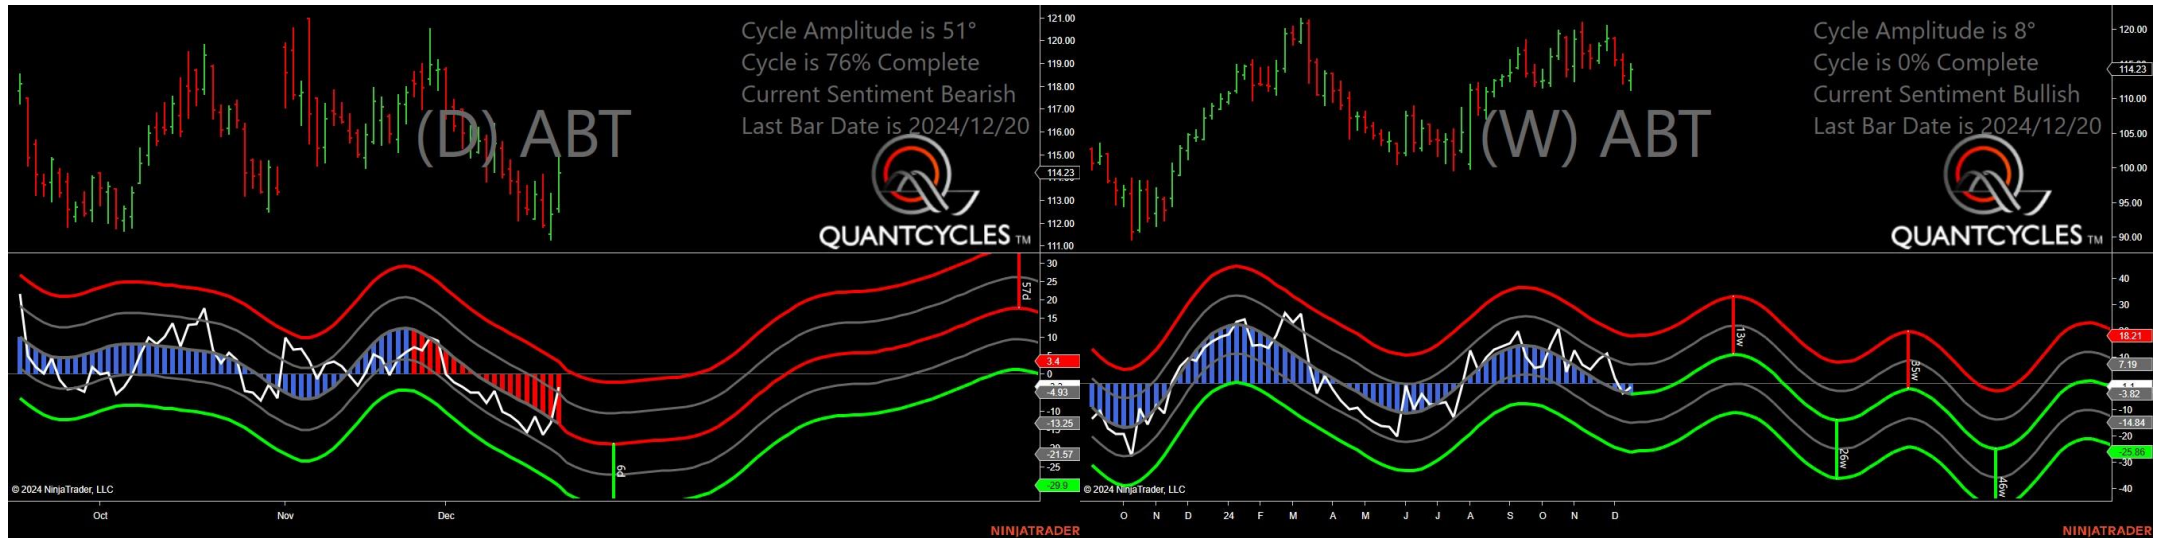 Cycle Amplitude is 51°
Cycle is 76% Complete
Current Sentiment Bearish
Last Bar Date is 2024/12/20
(D) ABT
QUANTCYCLES TM
121.00
120.00
119.00
118.00
117.00
116.00
115.00
114.23
113.00
112.00
111.00
30
25
20
15
10
3.4
0
-4.93
-10
-13.25
-21.57
-25
-29.9
57d
6d
© 2024 NinjaTrader, LLC
Oct Nov Dec
NINJATRADER
Cycle Amplitude is 8°
Cycle is 0% Complete
Current Sentiment Bullish
Last Bar Date is 2024/12/20
(W) ABT
QUANTCYCLES TM
120.00
114.23
110.00
105.00
100.00
95.00
90.00
40
30
18.21
7.19
-3.82
-10
-14.84
-20
-25.86
-30
-40
13w
26w
46w
© 2024 NinjaTrader, LLC
O N D 24 F M A M J J A S O N D
NINJATRADER